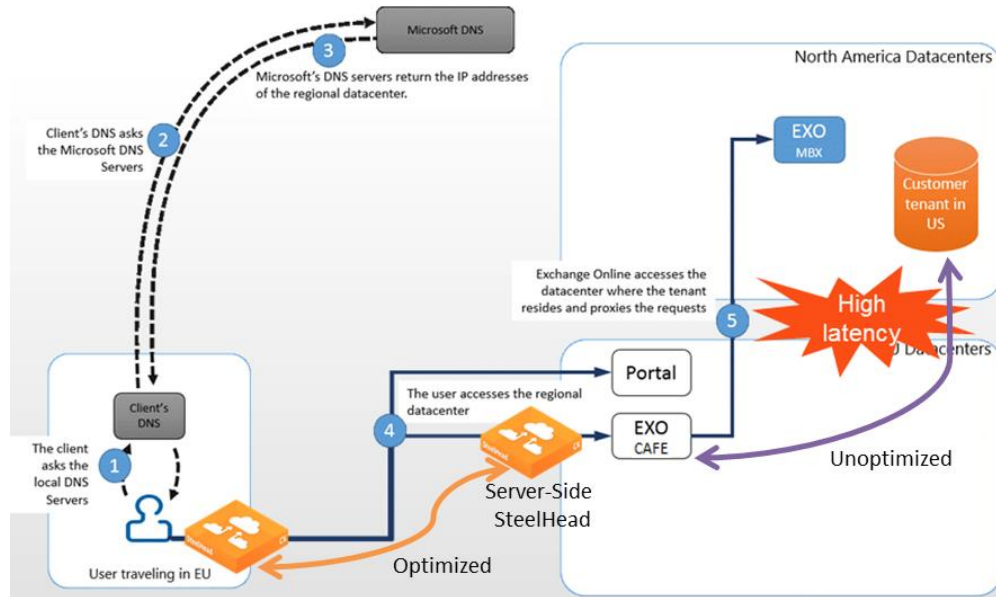 Microsoft DNS
3
Microsoft's DNS servers return the IP addresses
of the regional datacenter.
North America Datacenters
Client's DNS asks
the Microsoft DNS
Servers
2
EXO
MBX
Customer
tenant in
US
Exchange Online accesses the
datacenter where the tenant
resides and proxies the requests
5
High
latency
U Datacenters
Client's
DNS
The client
asks the
local DNS
Servers
1
Portal
The user accesses the regional
datacenter
4
SteelHead
CX
EXO
CAFE
Unoptimized
Server-Side
SteelHead
SteelHead
CX
Optimized
User traveling in EU